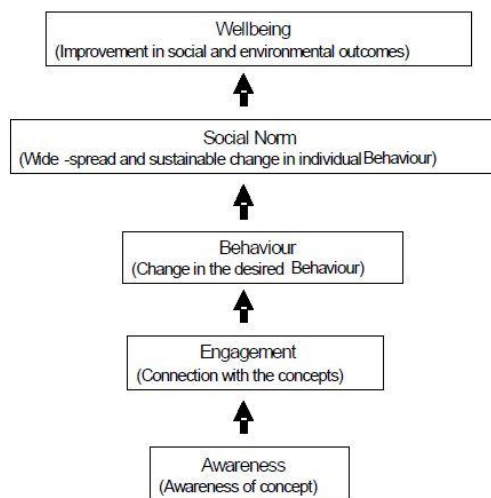 Wellbeing
(Improvement in social and environmental outcomes)
Social Norm
(Wide -spread and sustainable change in individual Behaviour)
Behaviour
(Change in the desired Behaviour)
Engagement
(Connection with the concepts)
Awareness
(Awareness of concept)